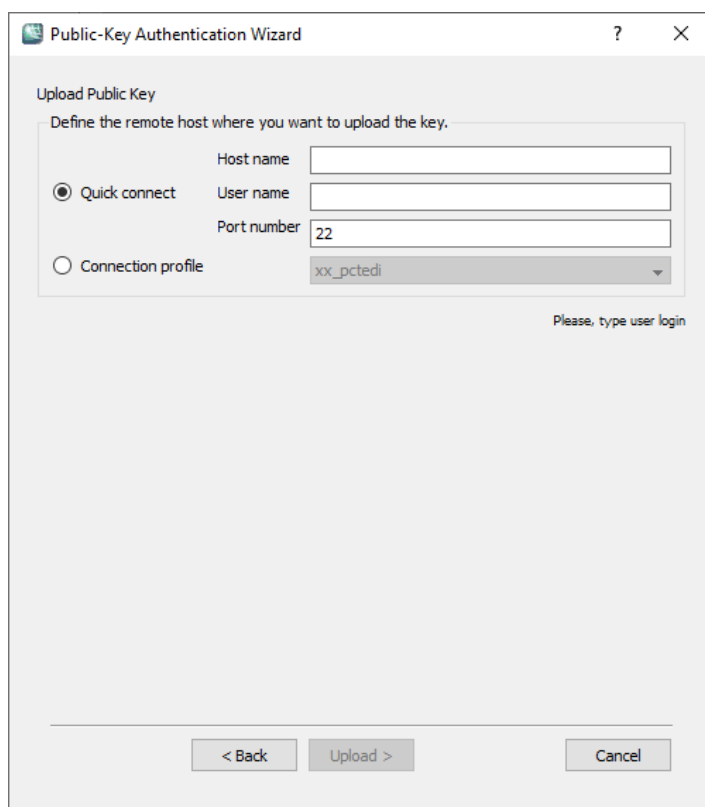 Public-Key Authentication Wizard ? ×
Upload Public Key
Define the remote host where you want to upload the key.
Host name
Quick connect User name
Port number 22
Connection profile xx_pctedi
Please, type user login
< Back Upload > Cancel